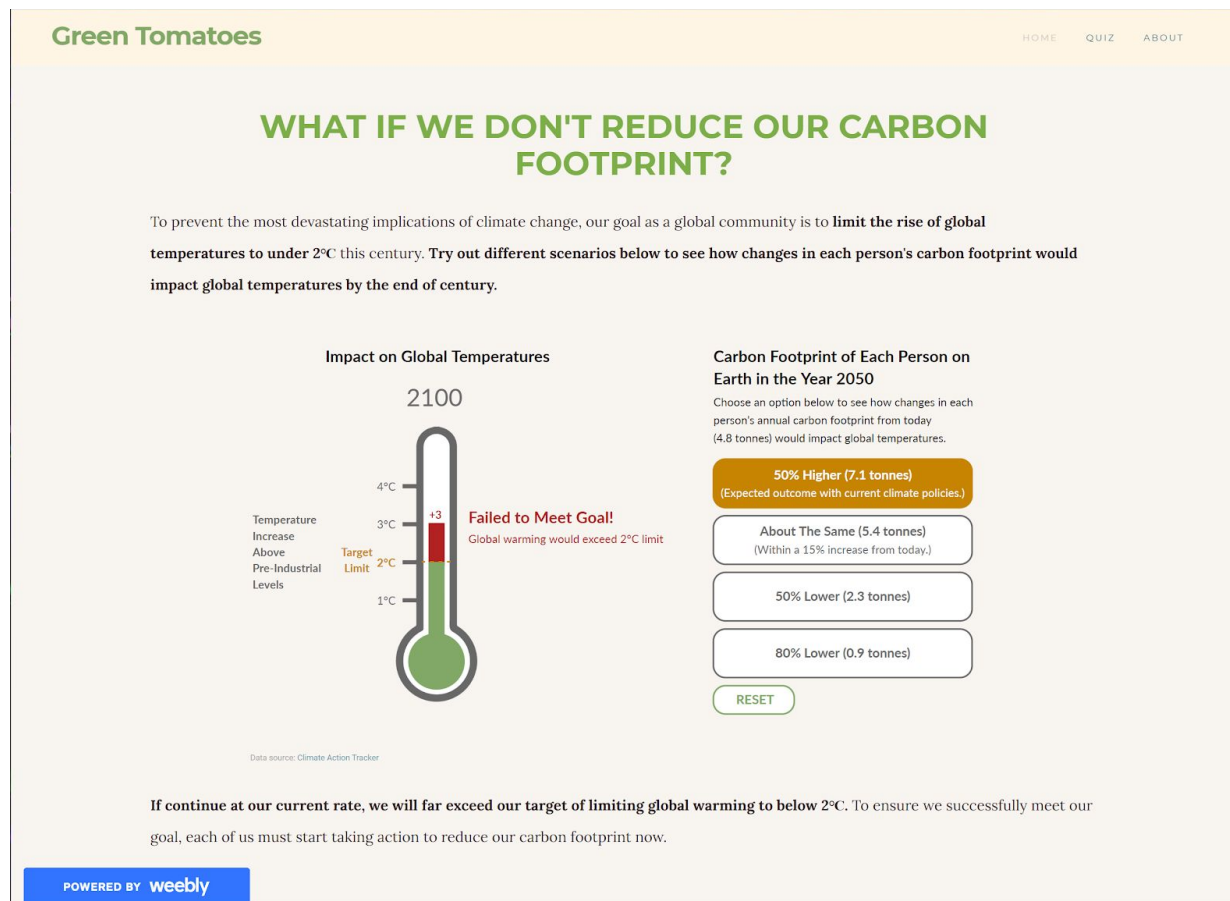 Green Tomatoes
HOME QUIZ ABOUT
WHAT IF WE DON'T REDUCE OUR CARBON
FOOTPRINT?
To prevent the most devastating implications of climate change, our goal as a global community is to limit the rise of global
temperatures to under 2°C this century. Try out different scenarios below to see how changes in each person's carbon footprint would
impact global temperatures by the end of century.
Impact on Global Temperatures
2100
4°C
3°C
2°C
1°C
+3
Temperature
Increase
Above
Pre-Industrial
Levels
Target
Limit
Failed to Meet Goal!
Global warming would exceed 2°C limit
Carbon Footprint of Each Person on
Earth in the Year 2050
Choose an option below to see how changes in each
person's annual carbon footprint from today
(4.8 tonnes) would impact global temperatures.
50% Higher (7.1 tonnes)
(Expected outcome with current climate policies.)
About The Same (5.4 tonnes)
(Within a 15% increase from today.)
50% Lower (2.3 tonnes)
80% Lower (0.9 tonnes)
RESET
Data source: Climate Action Tracker
If continue at our current rate, we will far exceed our target of limiting global warming to below 2°C. To ensure we successfully meet our
goal, each of us must start taking action to reduce our carbon footprint now.
POWERED BY weebly